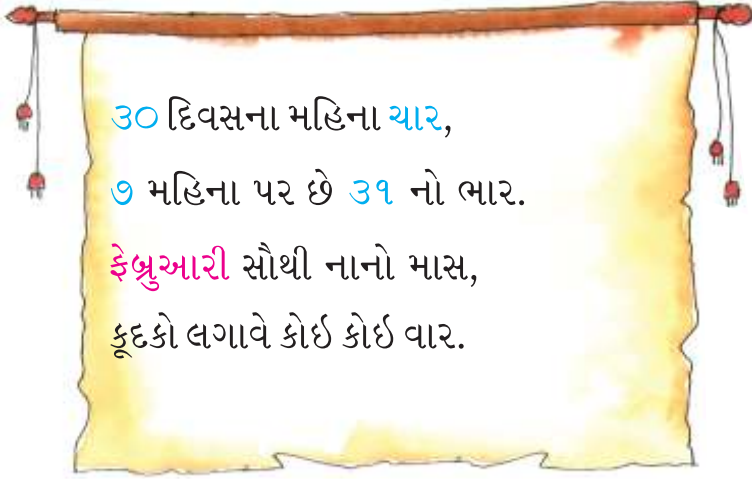 ૩૦ દિવસના મહિના ચાર,
૭ મહિના પર છે ૩૧ નો ભાર.
ફેબ્રુઆરી સૌથી નાનો માસ,
કૂદકો લગાવે કોઇ કોઇ વાર.